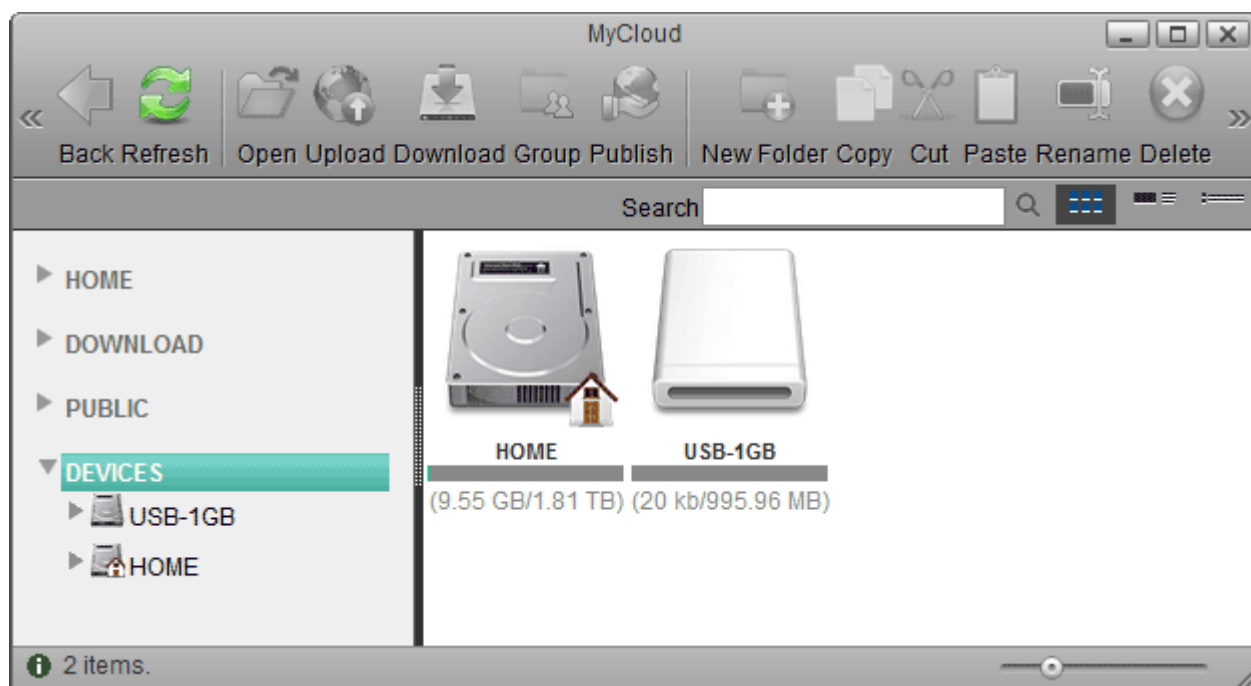 MyCloud
Back Refresh Open Upload Download Group Publish New Folder Copy Cut Paste Rename Delete
Search
HOME
DOWNLOAD
PUBLIC
DEVICES
USB-1GB
HOME
HOME USB-1GB
(9.55 GB/1.81 TB) (20 kb/995.96 MB)
2 items.